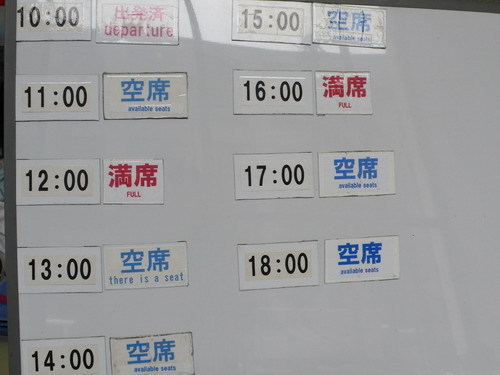 10:00
出発済
departure
11:00
空席
available seats
12:00
満席
FULL
13:00
空席
there is a seat
14:00
空席
available seats
15:00
空席
available seats
16:00
満席
FULL
17:00
空席
available seats
18:00
空席
available seats